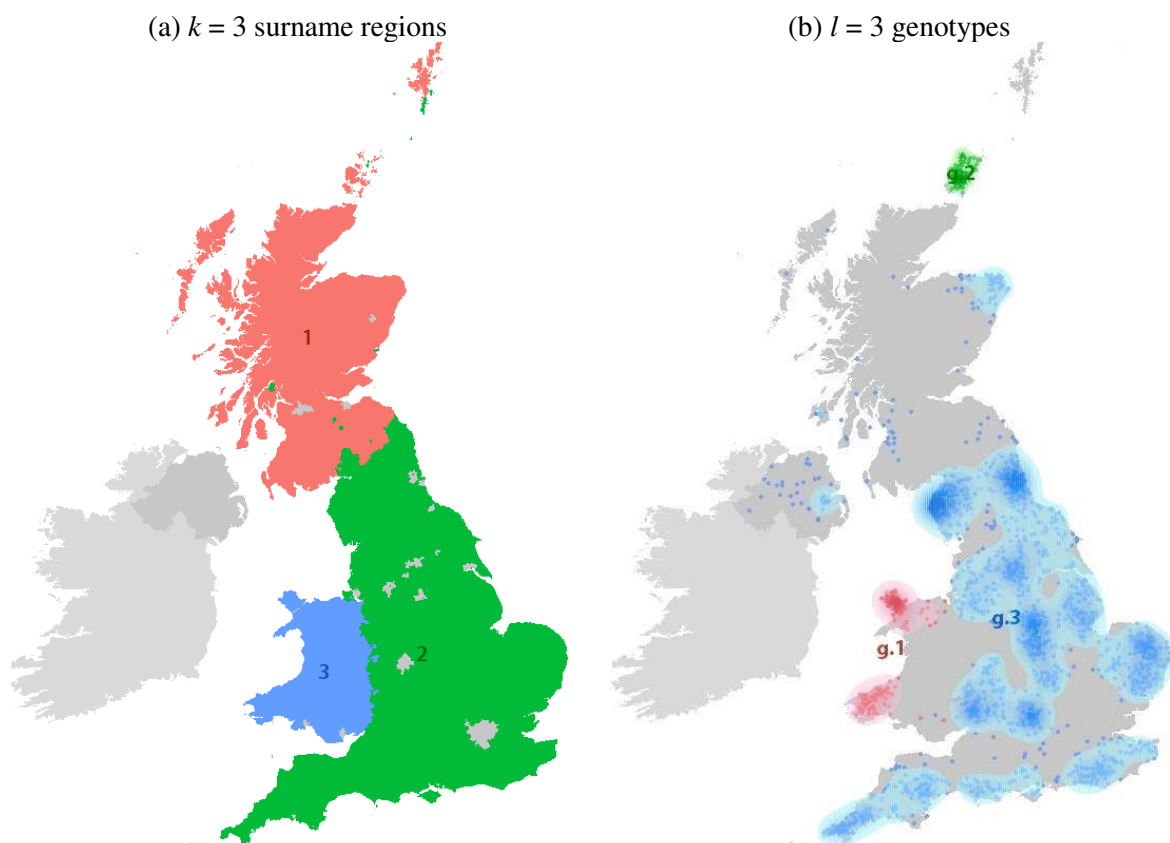 (a) k = 3 surname regions
(b) l = 3 genotypes
1
2
3
g.2
g.3
g.1